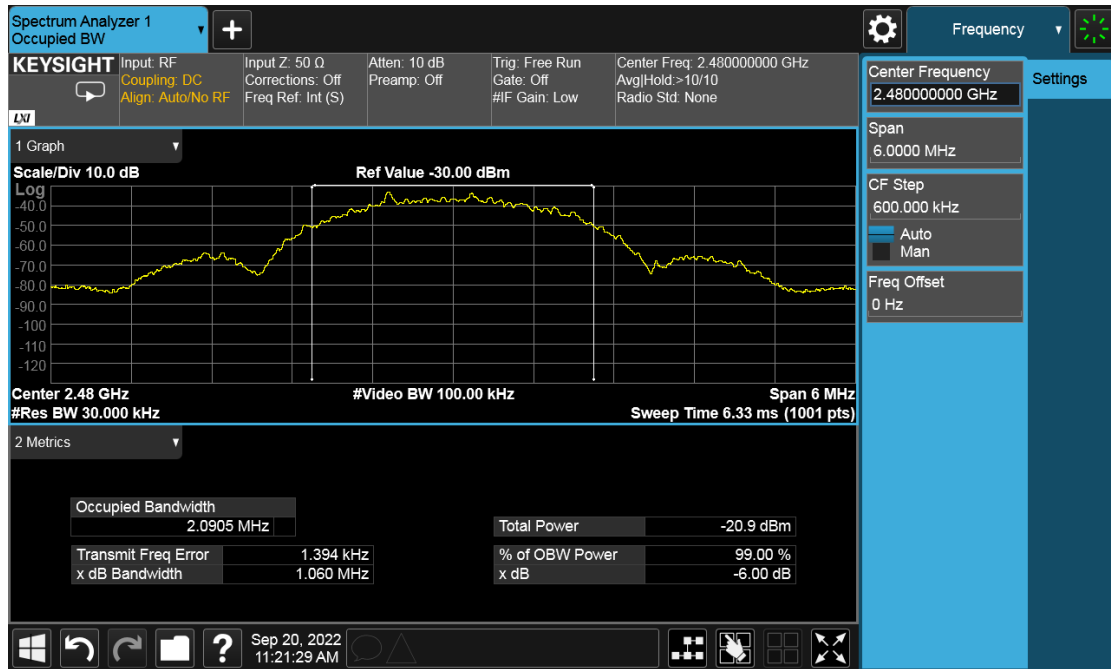 Spectrum Analyzer 1
Occupied BW
+
Frequency
KEYSIGHT
LXI
Input: RF
Coupling: DC
Align: Auto/No RF
Input Z: 50 Ω
Corrections: Off
Freq Ref: Int (S)
Atten: 10 dB
Preamp: Off
Trig: Free Run
Gate: Off
#IF Gain: Low
Center Freq: 2.480000000 GHz
Avg|Hold:>10/10
Radio Std: None
Center Frequency
2.480000000 GHz
Settings
Span
6.0000 MHz
CF Step
600.000 kHz
Auto
Man
Freq Offset
0 Hz
1 Graph
Scale/Div 10.0 dB
Ref Value -30.00 dBm
Log
-40.0
-50.0
-60.0
-70.0
-80.0
-90.0
-100
-110
-120
Center 2.48 GHz
#Video BW 100.00 kHz
Span 6 MHz
#Res BW 30.000 kHz
Sweep Time 6.33 ms (1001 pts)
2 Metrics
Occupied Bandwidth
2.0905 MHz
Total Power -20.9 dBm
Transmit Freq Error 1.394 kHz
% of OBW Power 99.00 %
x dB Bandwidth 1.060 MHz
x dB -6.00 dB
?
Sep 20, 2022
11:21:29 AM